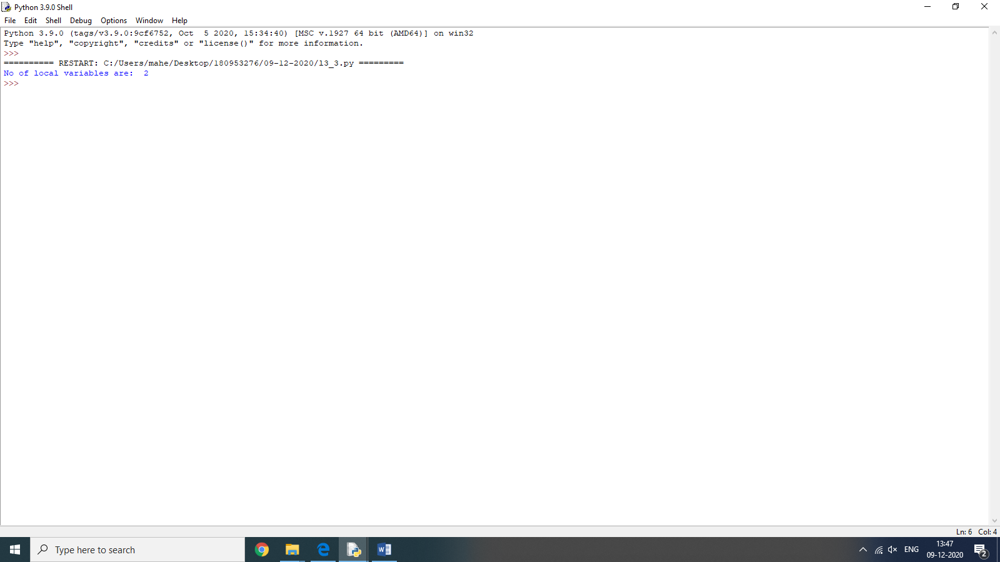 Python 3.9.0 Shell
File Edit Shell Debug Options Window Help
Python 3.9.0 (tags/v3.9.0:9cf6752, Oct  5 2020, 15:34:40) [MSC v.1927 64 bit (AMD64)] on win32
Type "help", "copyright", "credits" or "license()" for more information.
>>>
========== RESTART: C:/Users/mahe/Desktop/180953276/09-12-2020/l3_3.py =========
No of local variables are:  2
>>>
Ln: 6 Col: 4
Type here to search
ENG
13:47
09-12-2020
2